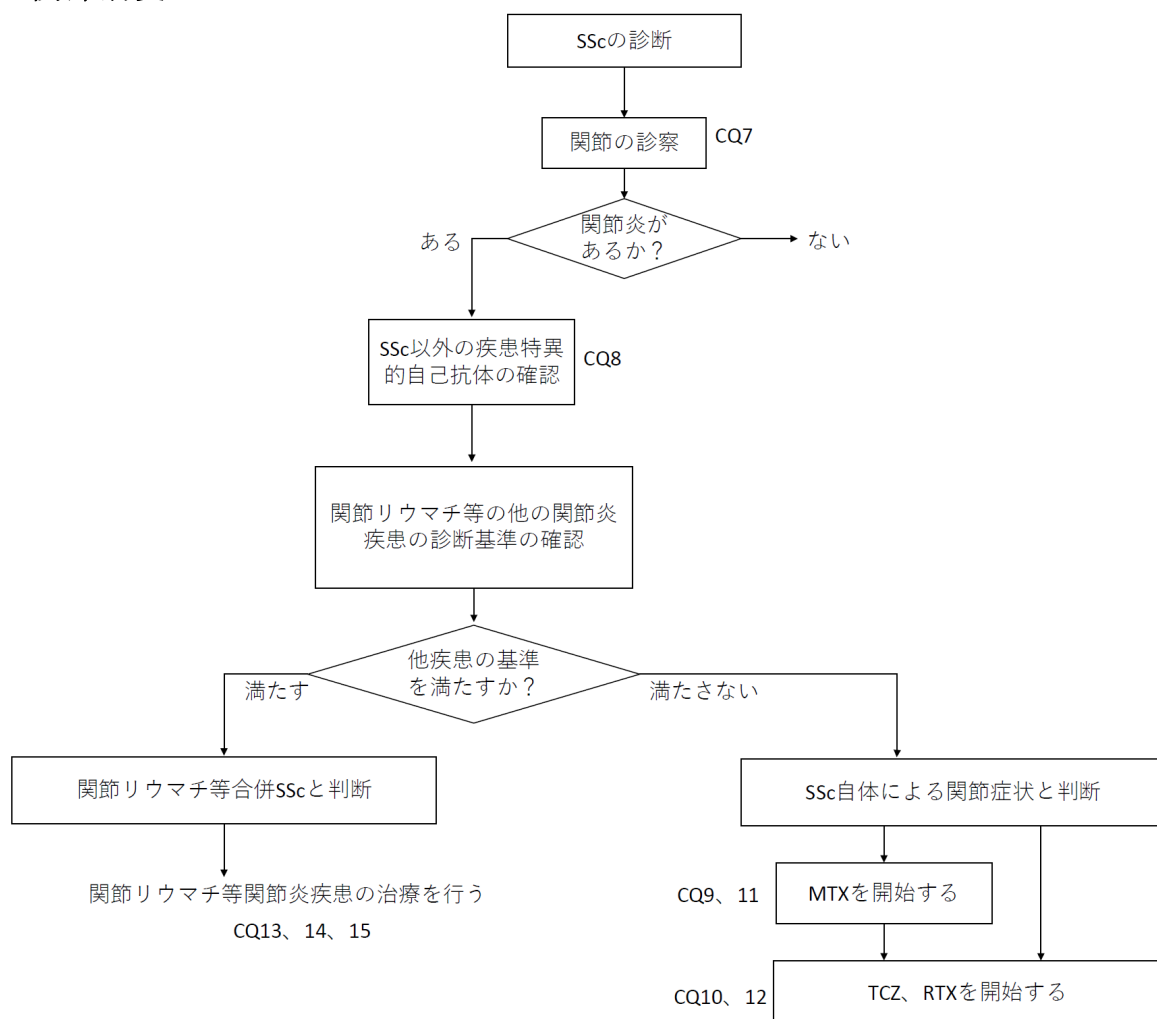 SScの診断
関節の診察
CQ7
関節炎が
あるか？
ある
ない
SSc以外の疾患特異
的自己抗体の確認
CQ8
関節リウマチ等の他の関節炎
疾患の診断基準の確認
他疾患の基準
を満たすか？
満たす
満たさない
関節リウマチ等合併SScと判断
SSc自体による関節症状と判断
関節リウマチ等関節炎疾患の治療を行う
CQ13、14、15
CQ9、11
MTXを開始する
CQ10、12
TCZ、RTXを開始する